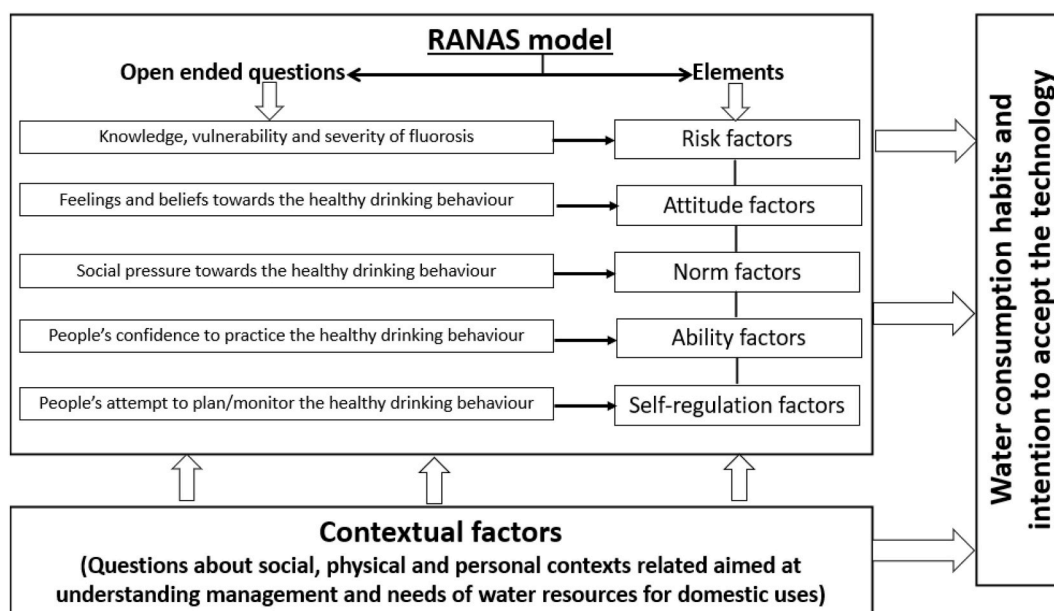 RANAS model
Open ended questions
Elements
Knowledge, vulnerability and severity of fluorosis
Risk factors
Feelings and beliefs towards the healthy drinking behaviour
Attitude factors
Social pressure towards the healthy drinking behaviour
Norm factors
People's confidence to practice the healthy drinking behaviour
Ability factors
People's attempt to plan/monitor the healthy drinking behaviour
Self-regulation factors
Contextual factors
(Questions about social, physical and personal contexts related aimed at
understanding management and needs of water resources for domestic uses)
Water consumption habits and
intention to accept the technology